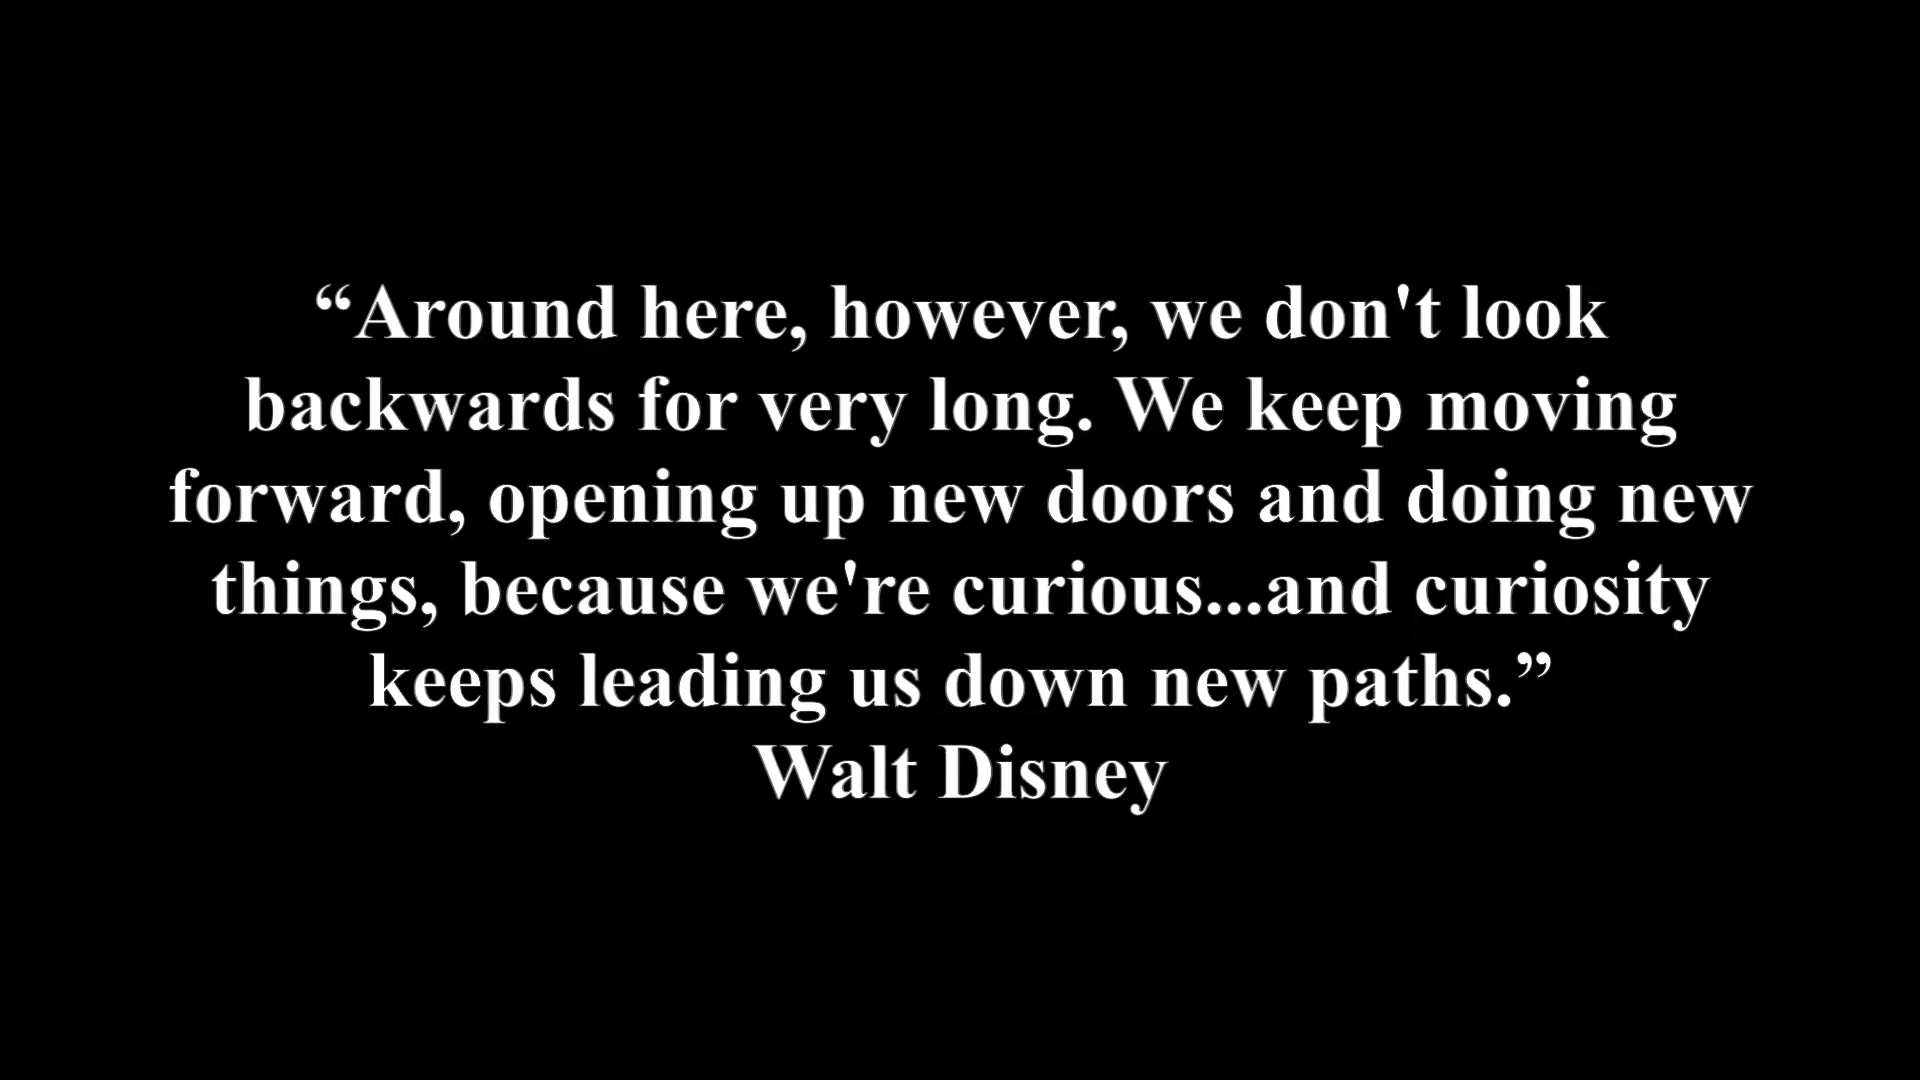 “Around here, however, we don't look
backwards for very long. We keep moving
forward, opening up new doors and doing new
things, because we're curious...and curiosity
keeps leading us down new paths.”
Walt Disney